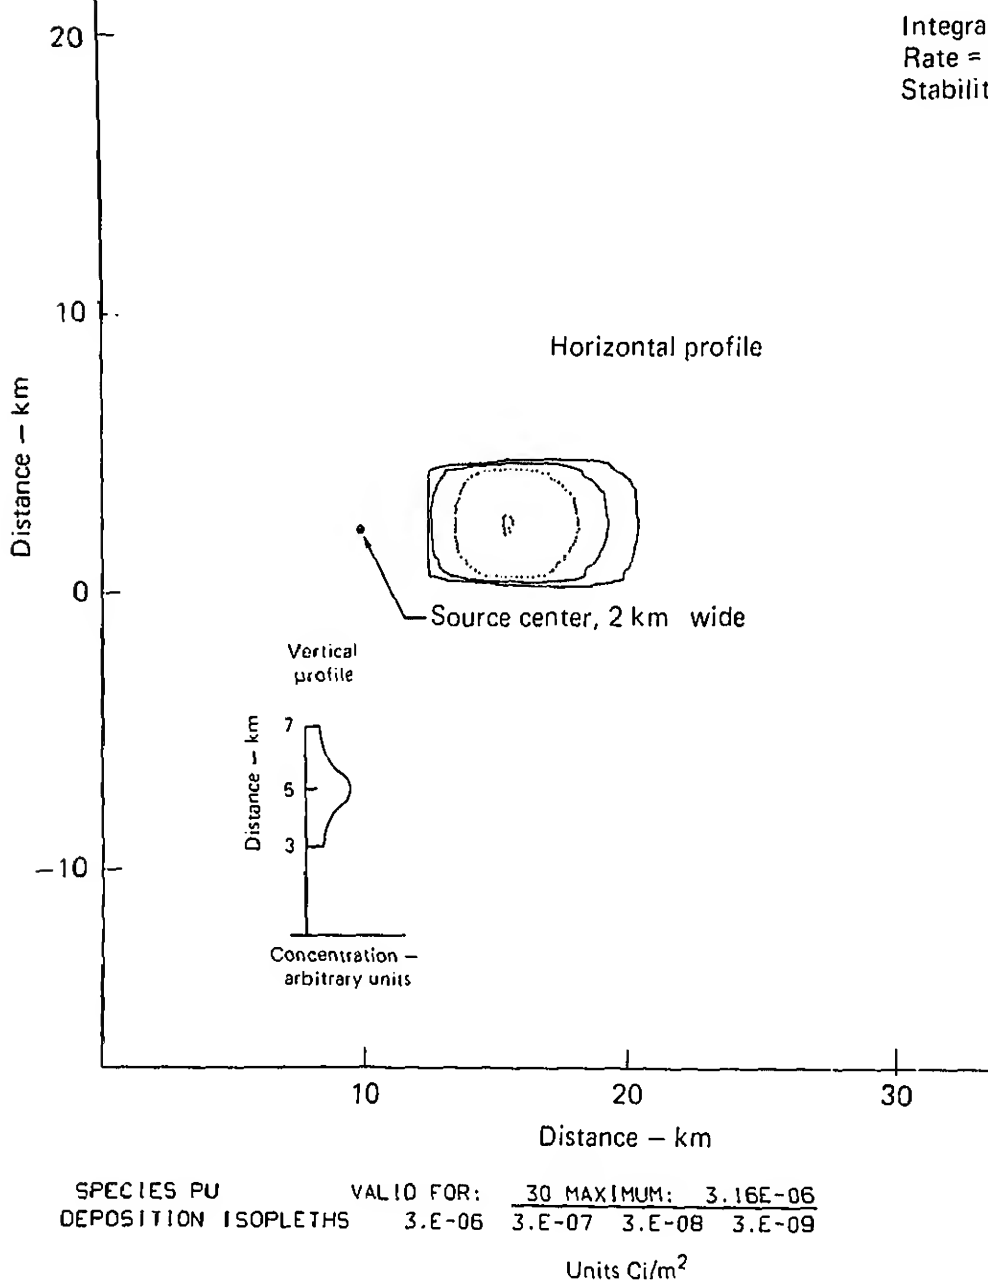 20
Integra
Rate =
Stabilit
10
Horizontal profile
Distance – km
0
Source center, 2 km wide
Vertical
profile
Distance – km
7
5
3
–10
Concentration –
arbitrary units
10
20
30
Distance – km
SPECIES PU VALID FOR: 30 MAXIMUM: 3.16E-06
DEPOSITION ISOPLETHS 3.E-06 3.E-07 3.E-08 3.E-09
Units Ci/m²